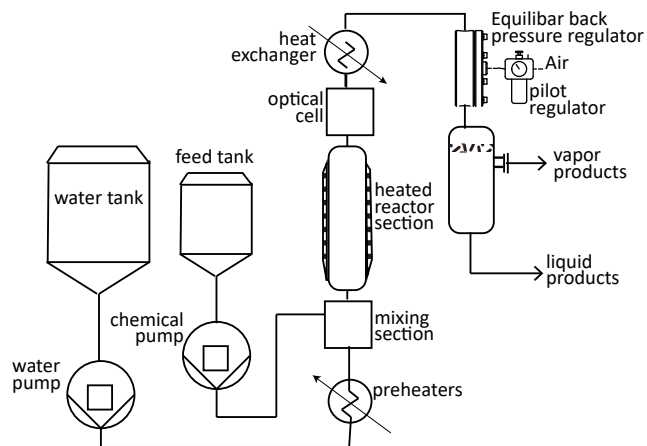 heat
exchanger
Equilibar back
pressure regulator
Air
pilot
regulator
optical
cell
feed tank
vapor
products
water tank
heated
reactor
section
liquid
products
chemical
pump
mixing
section
water
pump
preheaters